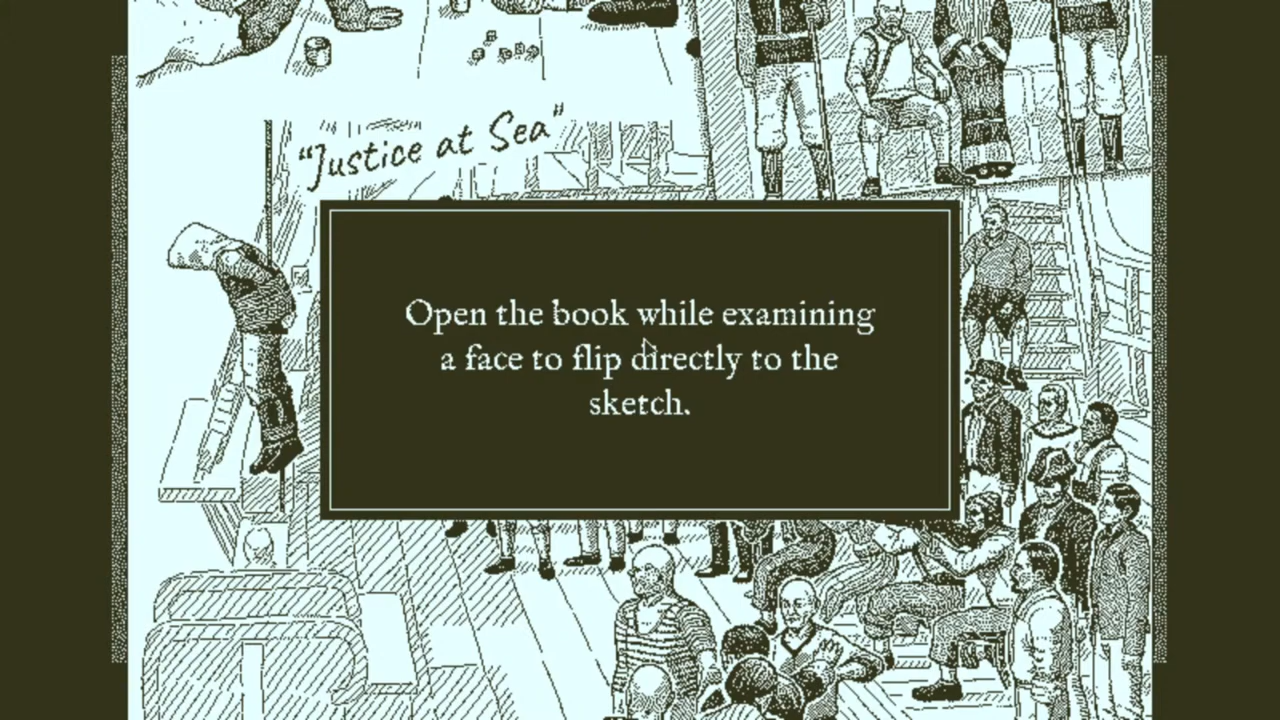 “Justice at Sea”
Open the book while examining
a face to flip directly to the
sketch.